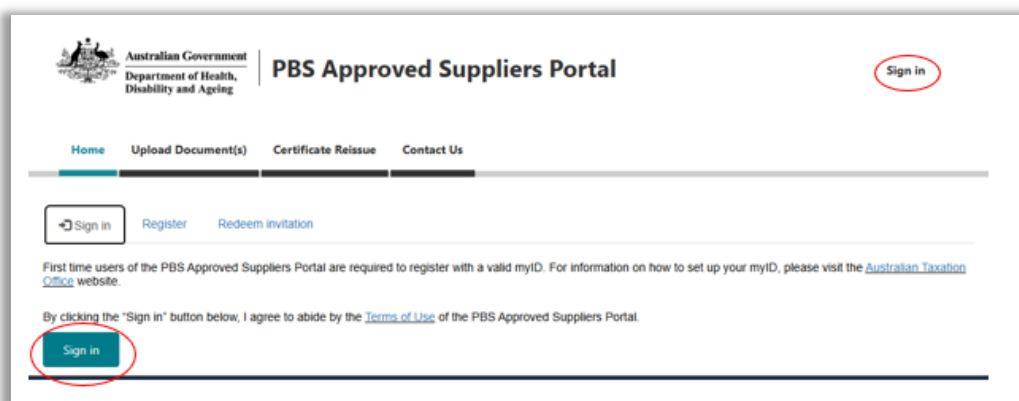 Australian Government
Department of Health,
Disability and Ageing
PBS Approved Suppliers Portal
Sign in
Home Upload Document(s) Certificate Reissue Contact Us
Sign in Register Redeem invitation
First time users of the PBS Approved Suppliers Portal are required to register with a valid myID. For information on how to set up your myID, please visit the Australian Taxation
Office website.
By clicking the "Sign in" button below, I agree to abide by the Terms of Use of the PBS Approved Suppliers Portal.
Sign in